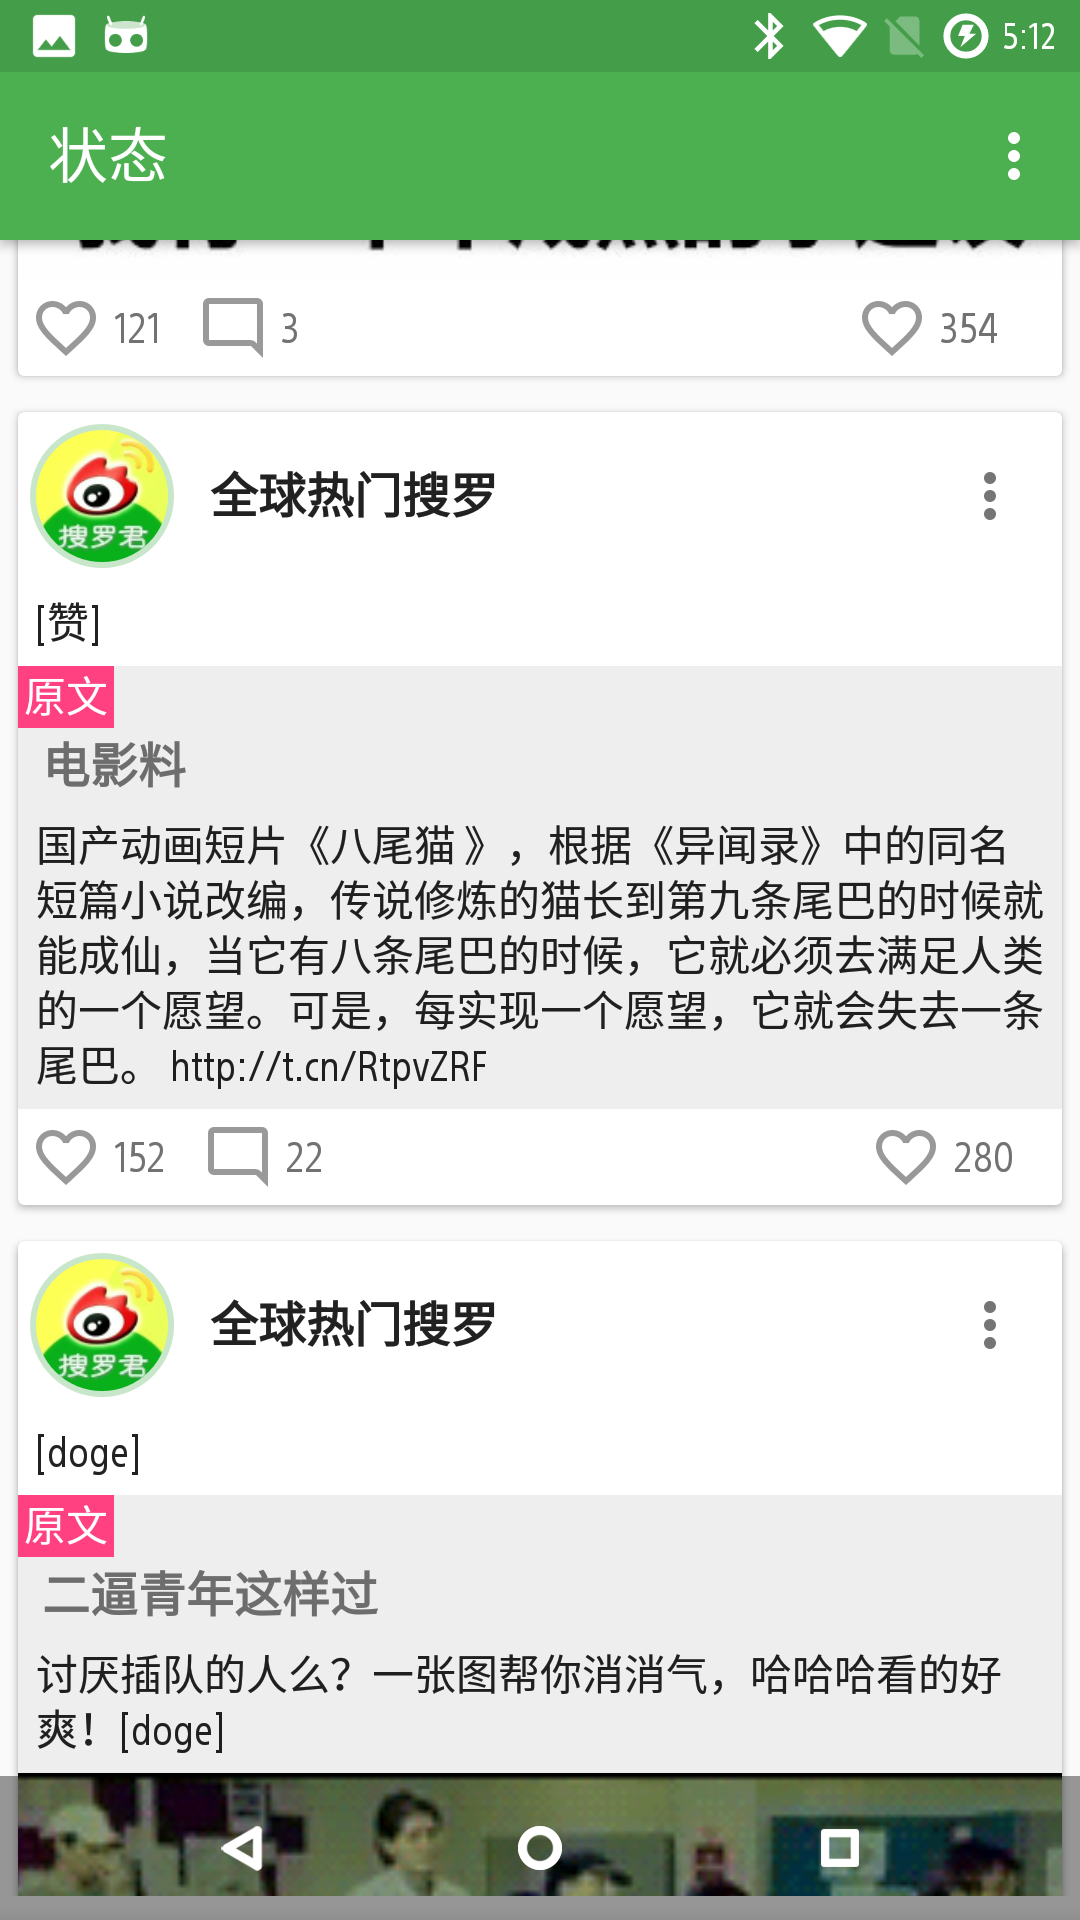 5:12
状态
121 3 354
搜罗君
全球热门搜罗
[赞]
原文
电影料
国产动画短片《八尾猫 》，根据《异闻录》中的同名
短篇小说改编，传说修炼的猫长到第九条尾巴的时候就
能成仙，当它有八条尾巴的时候，它就必须去满足人类
的一个愿望。可是，每实现一个愿望，它就会失去一条
尾巴。 http://t.cn/RtpvZRF
152 22 280
搜罗君
全球热门搜罗
[doge]
原文
二逼青年这样过
讨厌插队的人么？一张图帮你消消气，哈哈哈看的好
爽！[doge]